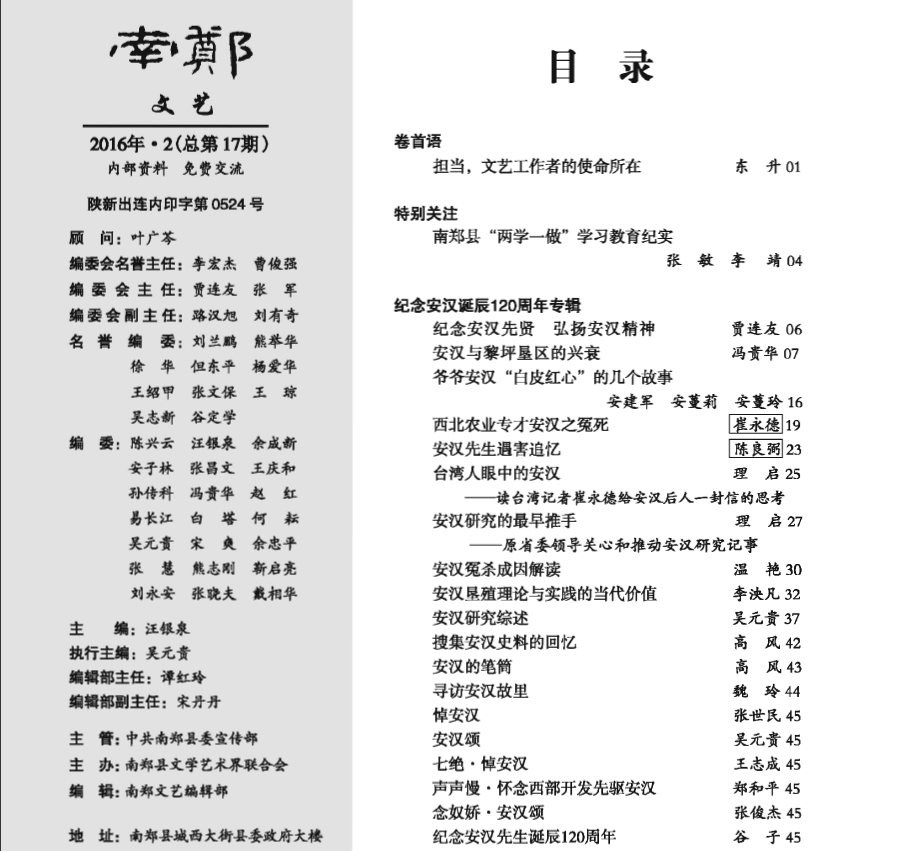 南郑
文艺
2016年·2(总第17期)
内部资料 免费交流
陕新出连内印字第0524号
顾 问：叶广芩
编委会名誉主任：李宏杰 曹俊强
编委会主任：贾连友 张 军
编委会副主任：路汉旭 刘有奇
名誉编委：刘兰鹏 熊举华
徐 华 但东平 杨爱华
王绍甲 张文保 王 琼
吴志新 谷定学
编 委：陈兴云 汪银泉 余成新
安子林 张昌文 王庆和
孙传科 冯贵华 赵 红
易长江 白 塔 何 耘
吴元贵 宋 爽 余忠平
张 慧 熊志刚 靳启亮
刘永安 张晓夫 戴相华
主 编：汪银泉
执行主编：吴元贵
编辑部主任：谭红玲
编辑部副主任：宋丹丹
主 管：中共南郑县委宣传部
主 办：南郑县文学艺术界联合会
编 辑：南郑文艺编辑部
地 址：南郑县城西大街县委政府大楼
目 录
卷首语
担当，文艺工作者的使命所在 东 升 01
特别关注
南郑县“两学一做”学习教育纪实
张 敏 李 靖 04
纪念安汉诞辰120周年专辑
纪念安汉先贤 弘扬安汉精神 贾连友 06
安汉与黎坪垦区的兴衰 冯贵华 07
爷爷安汉“白皮红心”的几个故事
安建军 安蔓莉 安蔓玲 16
西北农业专才安汉之冤死 崔永德 19
安汉先生遇害追忆 陈良弼 23
台湾人眼中的安汉 理 启 25
——读台湾记者崔永德给安汉后人一封信的思考
安汉研究的最早推手 理 启 27
——原省委领导关心和推动安汉研究记事
安汉冤杀成因解读 温 艳 30
安汉垦殖理论与实践的当代价值 李泱凡 32
安汉研究综述 吴元贵 37
搜集安汉史料的回忆 高 风 42
安汉的笔筒 高 风 43
寻访安汉故里 魏 玲 44
悼安汉 张世民 45
安汉颂 吴元贵 45
七绝·悼安汉 王志成 45
声声慢·怀念西部开发先驱安汉 郑和平 45
念奴娇·安汉颂 张俊杰 45
纪念安汉先生诞辰120周年 谷 子 45